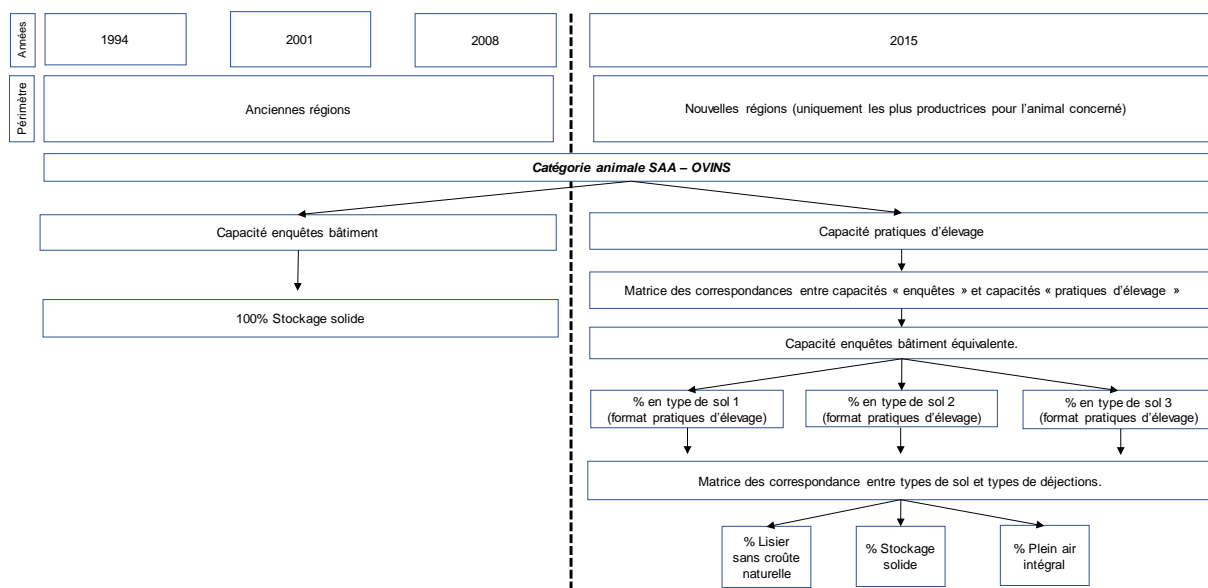 Années
1994
2001
2008
2015
Périmètre
Anciennes régions
Nouvelles régions (uniquement les plus productrices pour l'animal concerné)
Catégorie animale SAA – OVINS
Capacité enquêtes bâtiment
Capacité pratiques d'élevage
100% Stockage solide
Matrice des correspondances entre capacités « enquêtes » et capacités « pratiques d'élevage »
Capacité enquêtes bâtiment équivalente.
% en type de sol 1
(format pratiques d'élevage)
% en type de sol 2
(format pratiques d'élevage)
% en type de sol 3
(format pratiques d'élevage)
Matrice des correspondance entre types de sol et types de déjections.
% Lisier
sans croûte
naturelle
% Stockage
solide
% Plein air
intégral